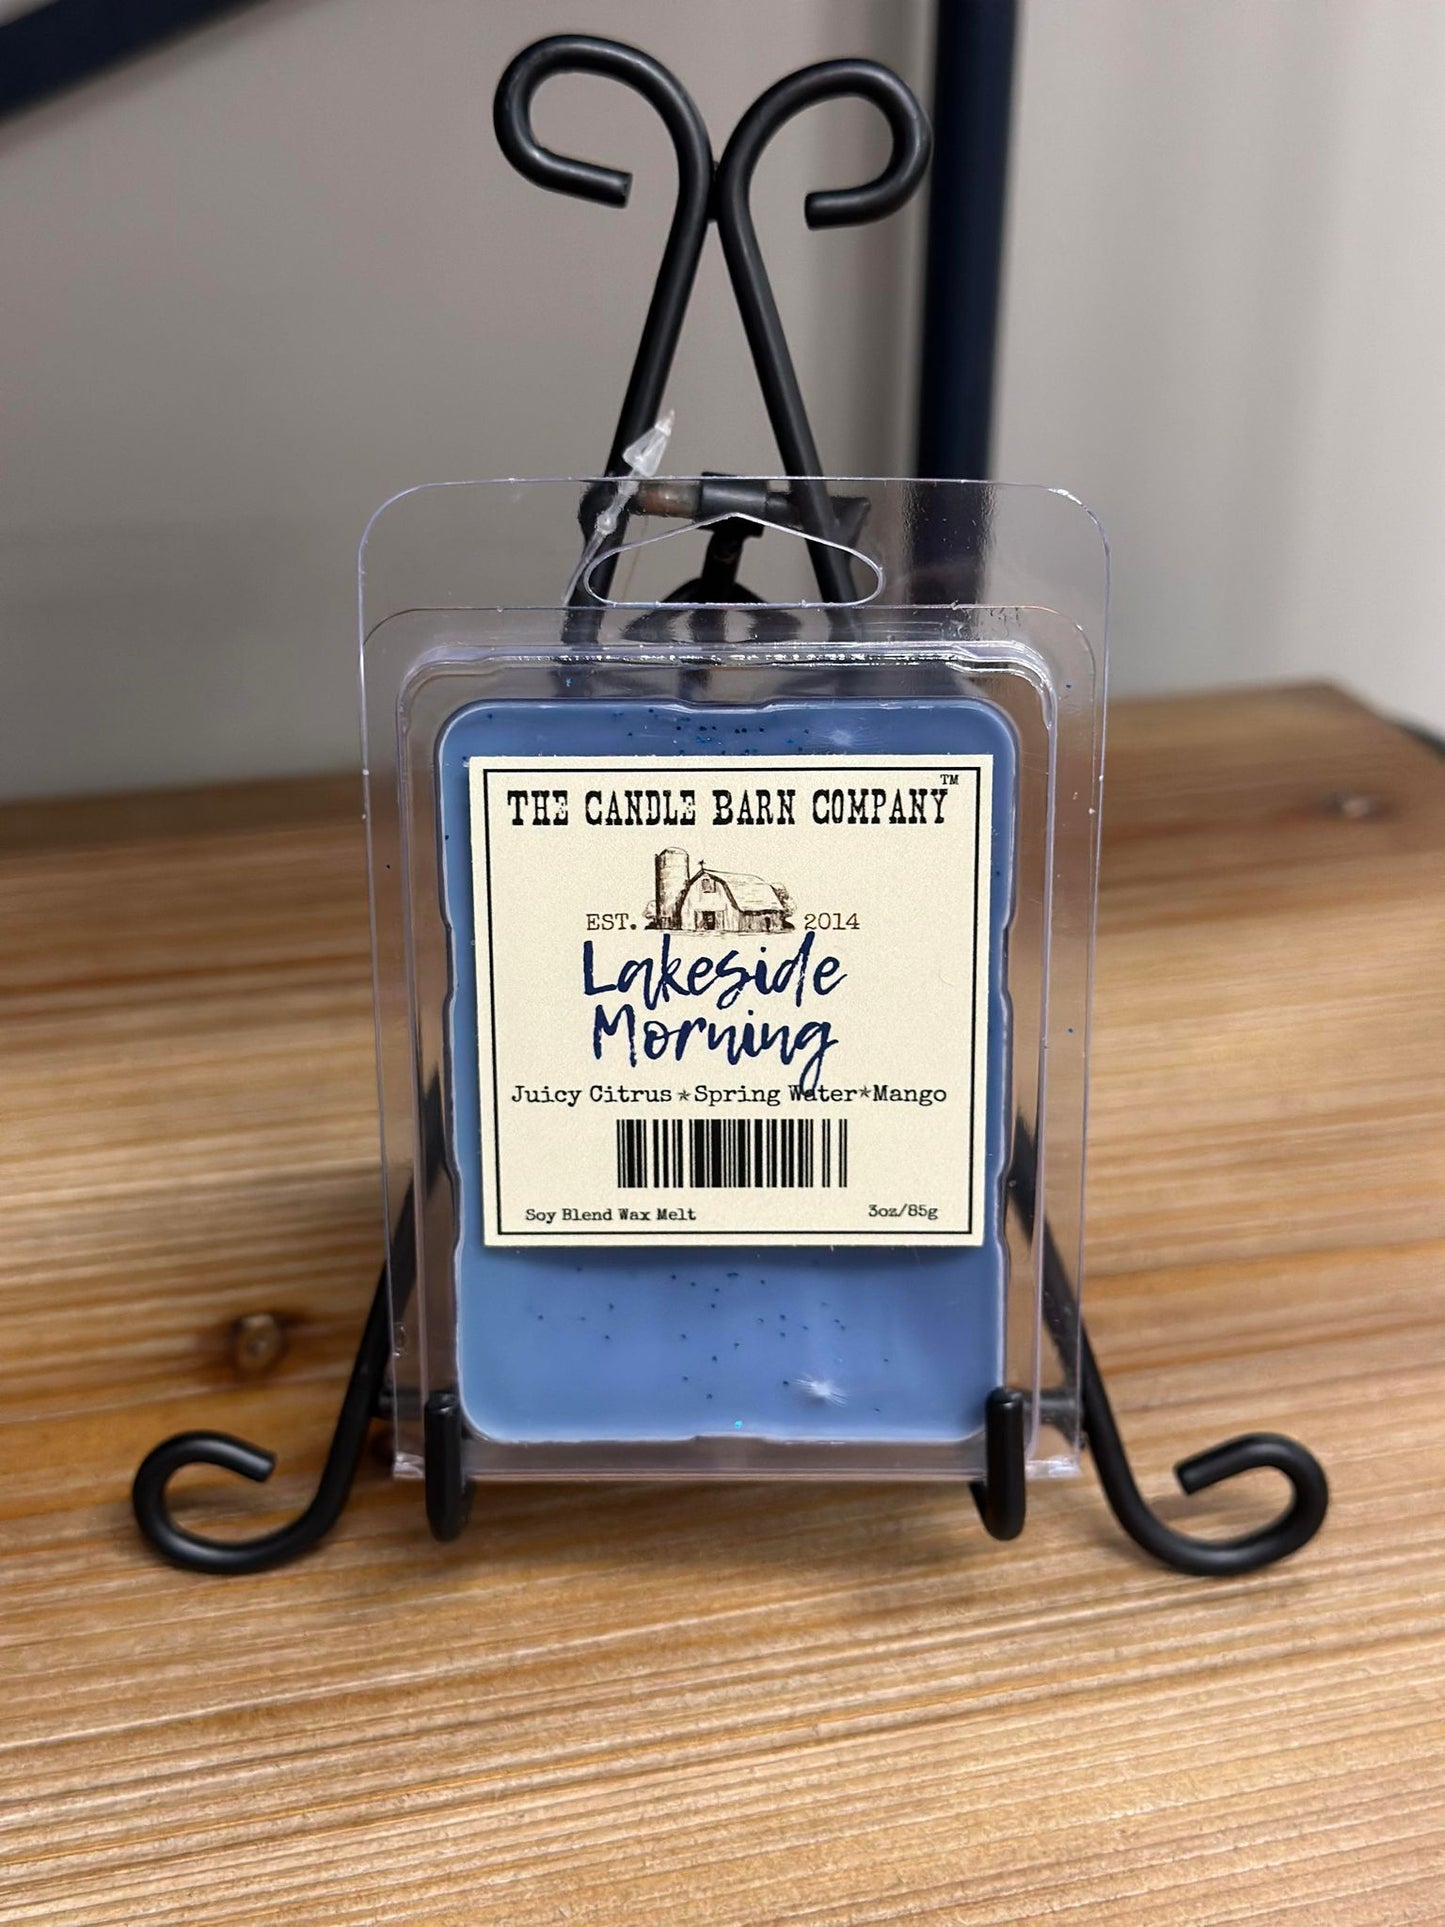 THE CANDLE BARN COMPANY™
EST. 2014
Lakeside
Morning
Juicy Citrus*Spring Water*Mango
Soy Blend Wax Melt 3oz/85g